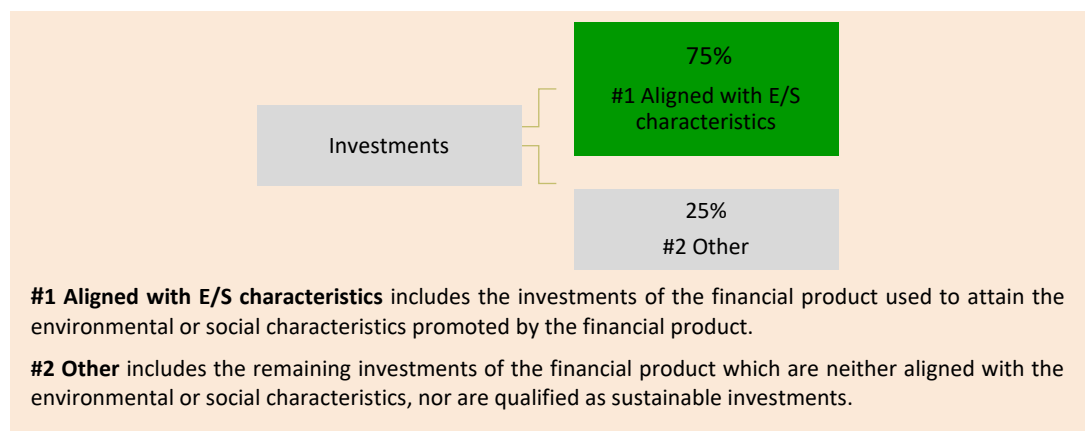 75%
#1 Aligned with E/S
characteristics
Investments
25%
#2 Other
#1 Aligned with E/S characteristics includes the investments of the financial product used to attain the
environmental or social characteristics promoted by the financial product.
#2 Other includes the remaining investments of the financial product which are neither aligned with the
environmental or social characteristics, nor are qualified as sustainable investments.